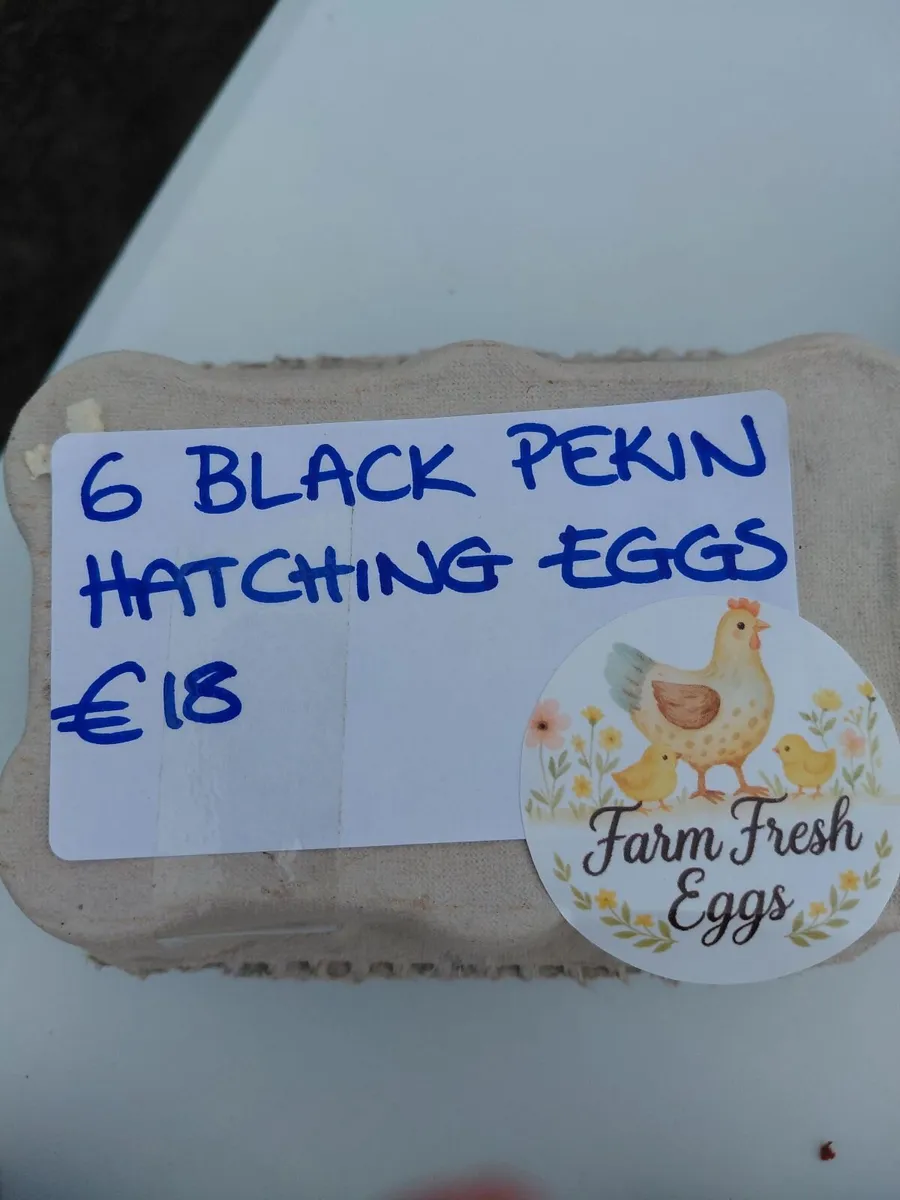 6 BLACK PEKIN
HATCHING EGGS
€18
Farm Fresh
Eggs